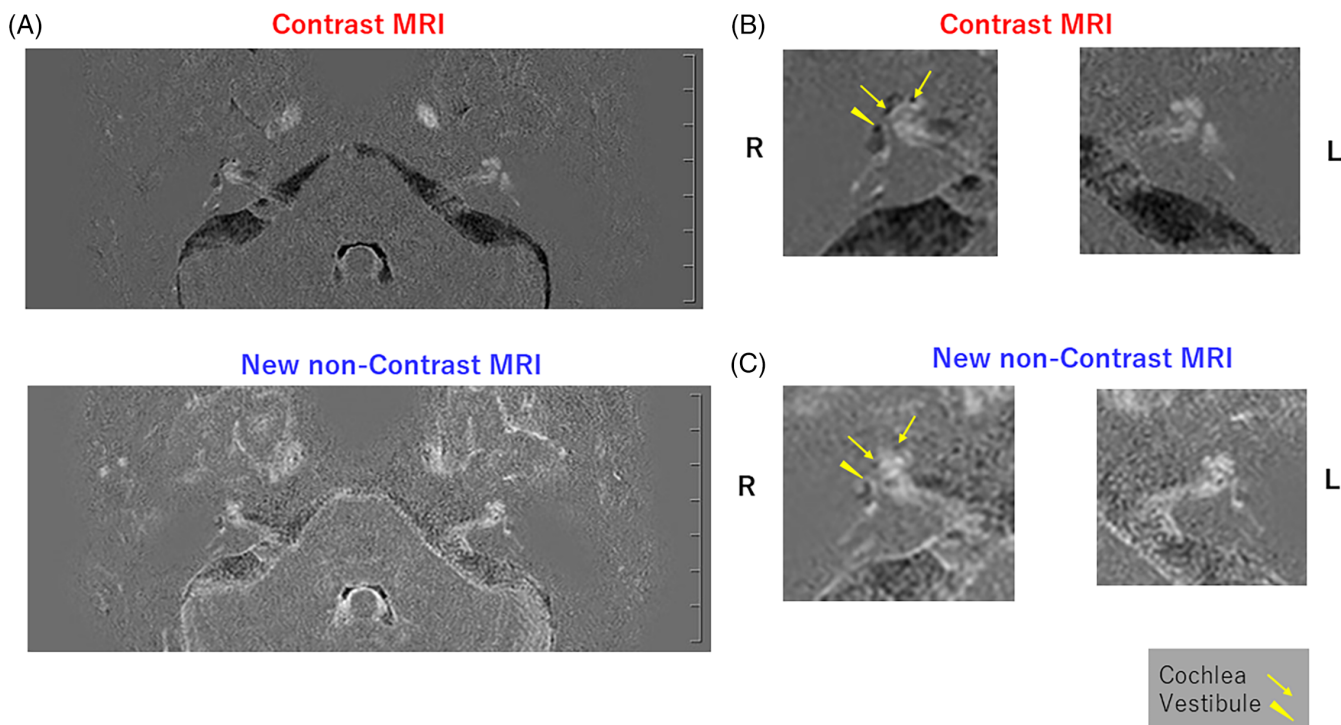 (A)
Contrast MRI
(B)
Contrast MRI
R
L
New non-Contrast MRI
(C)
New non-Contrast MRI
R
L
Cochlea
Vestibule